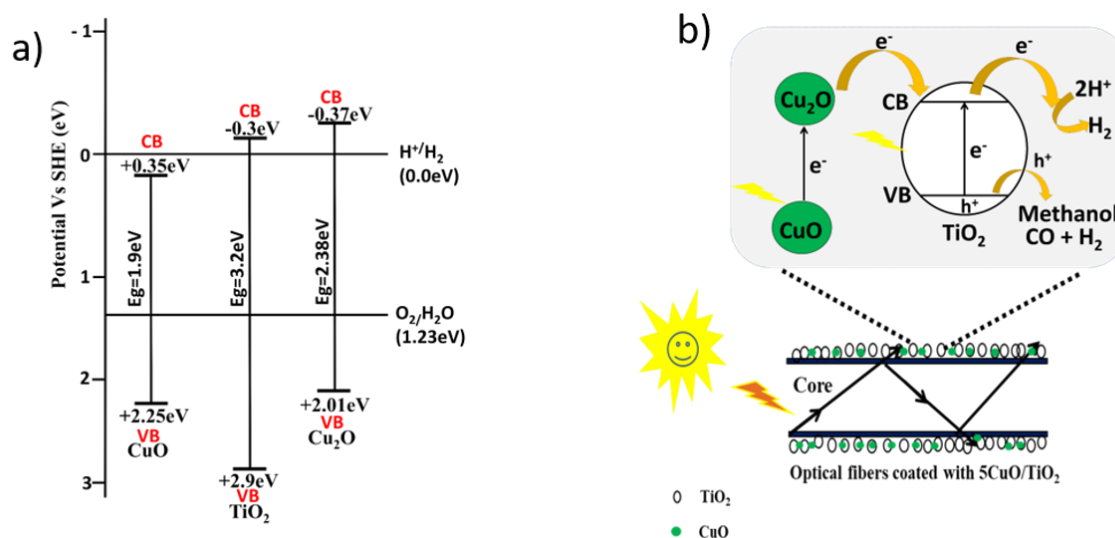 a)
Potential Vs SHE (eV)
- 1
0
1
2
3
CB
+0.35eV
Eg=1.9eV
+2.25eV
VB
CuO
CB
-0.3eV
Eg=3.2eV
+2.9eV
VB
TiO₂
CB
-0.37eV
Eg=2.38eV
+2.01eV
VB
Cu₂O
H⁺/H₂
(0.0eV)
O₂/H₂O
(1.23eV)
b)
e⁻
e⁻
Cu₂O
CB
2H⁺
H₂
e⁻
e⁻
h⁺
VB
h⁺
CuO
TiO₂
Methanol
CO + H₂
Core
Optical fibers coated with 5CuO/TiO₂
TiO₂
CuO